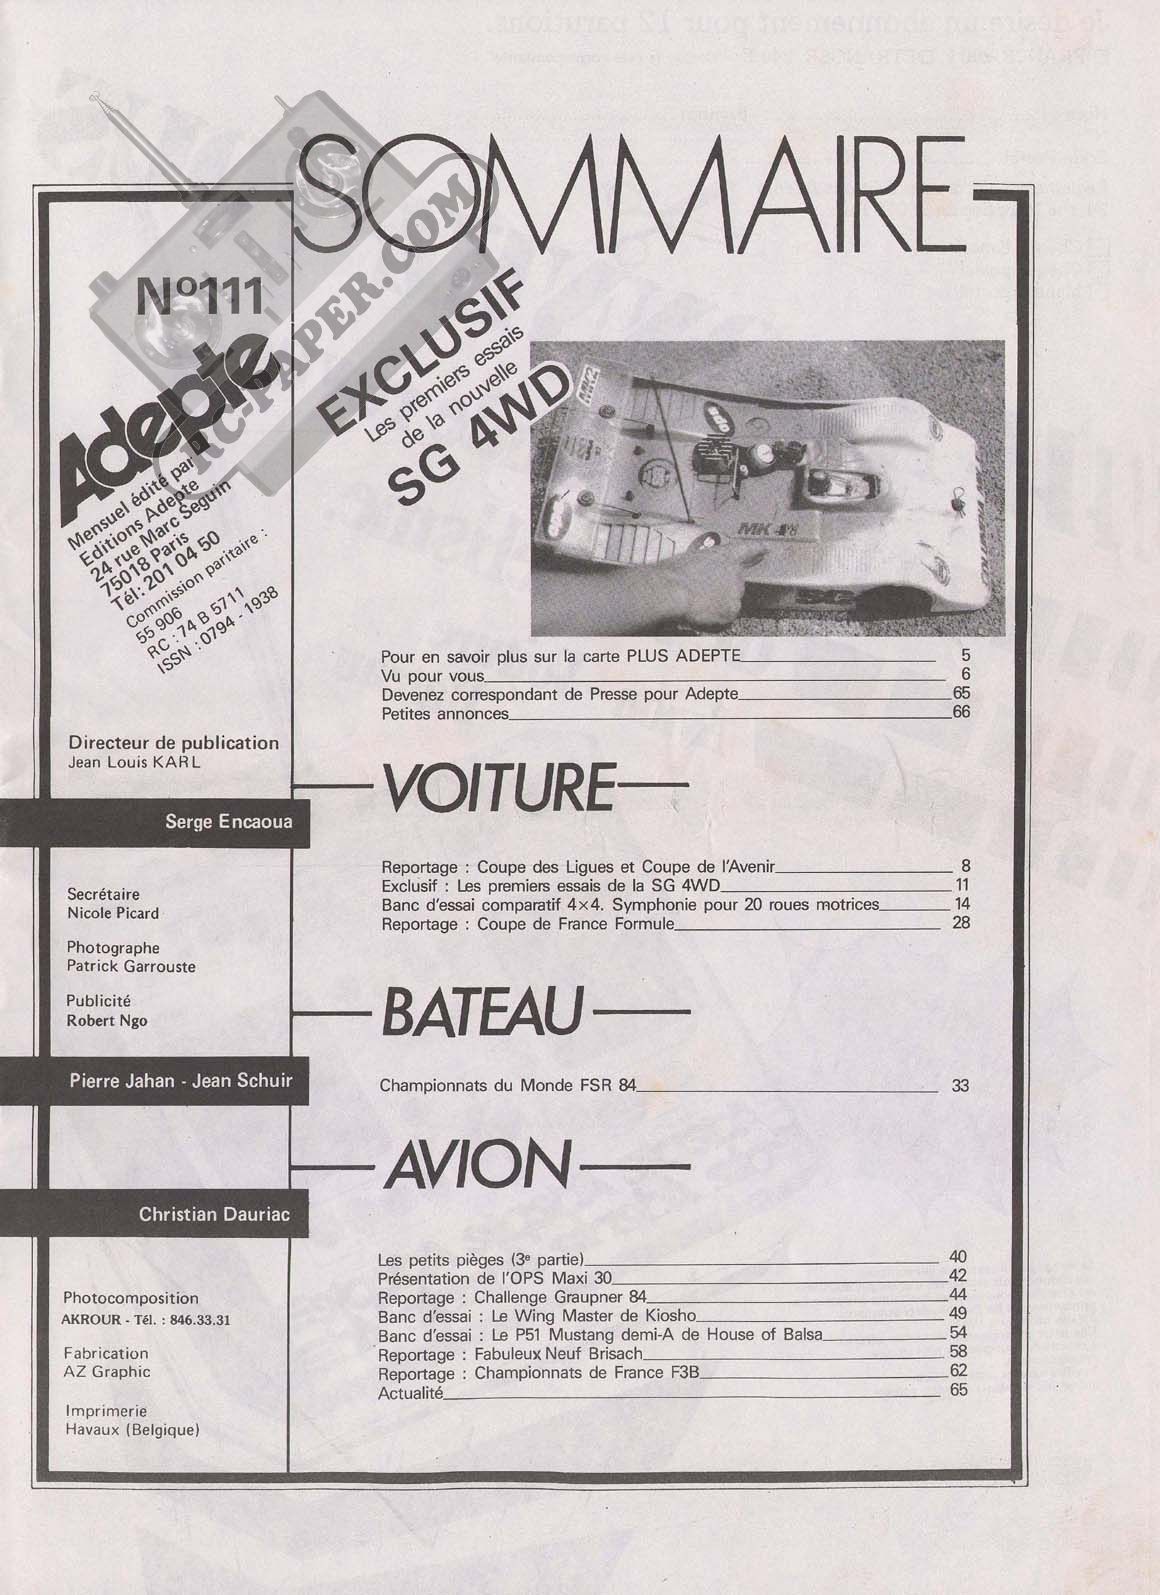 SOMMAIRE
N°111
Adepte
Mensuel édité par
Editions Adepte
24 rue Marc Seguin
75018 Paris
Tél: 201 04 50
Commission paritaire :
55 906
RC : 74 B 5711
ISSN : 0794 - 1938
RC-PAPER.COM
EXCLUSIF
Les premiers essais
de la nouvelle
SG 4WD
MK2
MK 4
SG
Pour en savoir plus sur la carte PLUS ADEPTE 5
Vu pour vous 6
Devenez correspondant de Presse pour Adepte 65
Petites annonces 66
Directeur de publication
Jean Louis KARL
VOITURE
Serge Encaoua
Reportage : Coupe des Ligues et Coupe de l'Avenir 8
Exclusif : Les premiers essais de la SG 4WD 11
Banc d'essai comparatif 4×4. Symphonie pour 20 roues motrices 14
Reportage : Coupe de France Formule 28
Secrétaire
Nicole Picard
Photographe
Patrick Garrouste
Publicité
Robert Ngo
BATEAU
Pierre Jahan - Jean Schuir
Championnats du Monde FSR 84 33
AVION
Christian Dauriac
Les petits pièges (3e partie) 40
Présentation de l'OPS Maxi 30 42
Reportage : Challenge Graupner 84 44
Banc d'essai : Le Wing Master de Kiosho 49
Banc d'essai : Le P51 Mustang demi-A de House of Balsa 54
Reportage : Fabuleux Neuf Brisach 58
Reportage : Championnats de France F3B 62
Actualité 65
Photocomposition
AKROUR - Tél. : 846.33.31
Fabrication
AZ Graphic
Imprimerie
Havaux (Belgique)